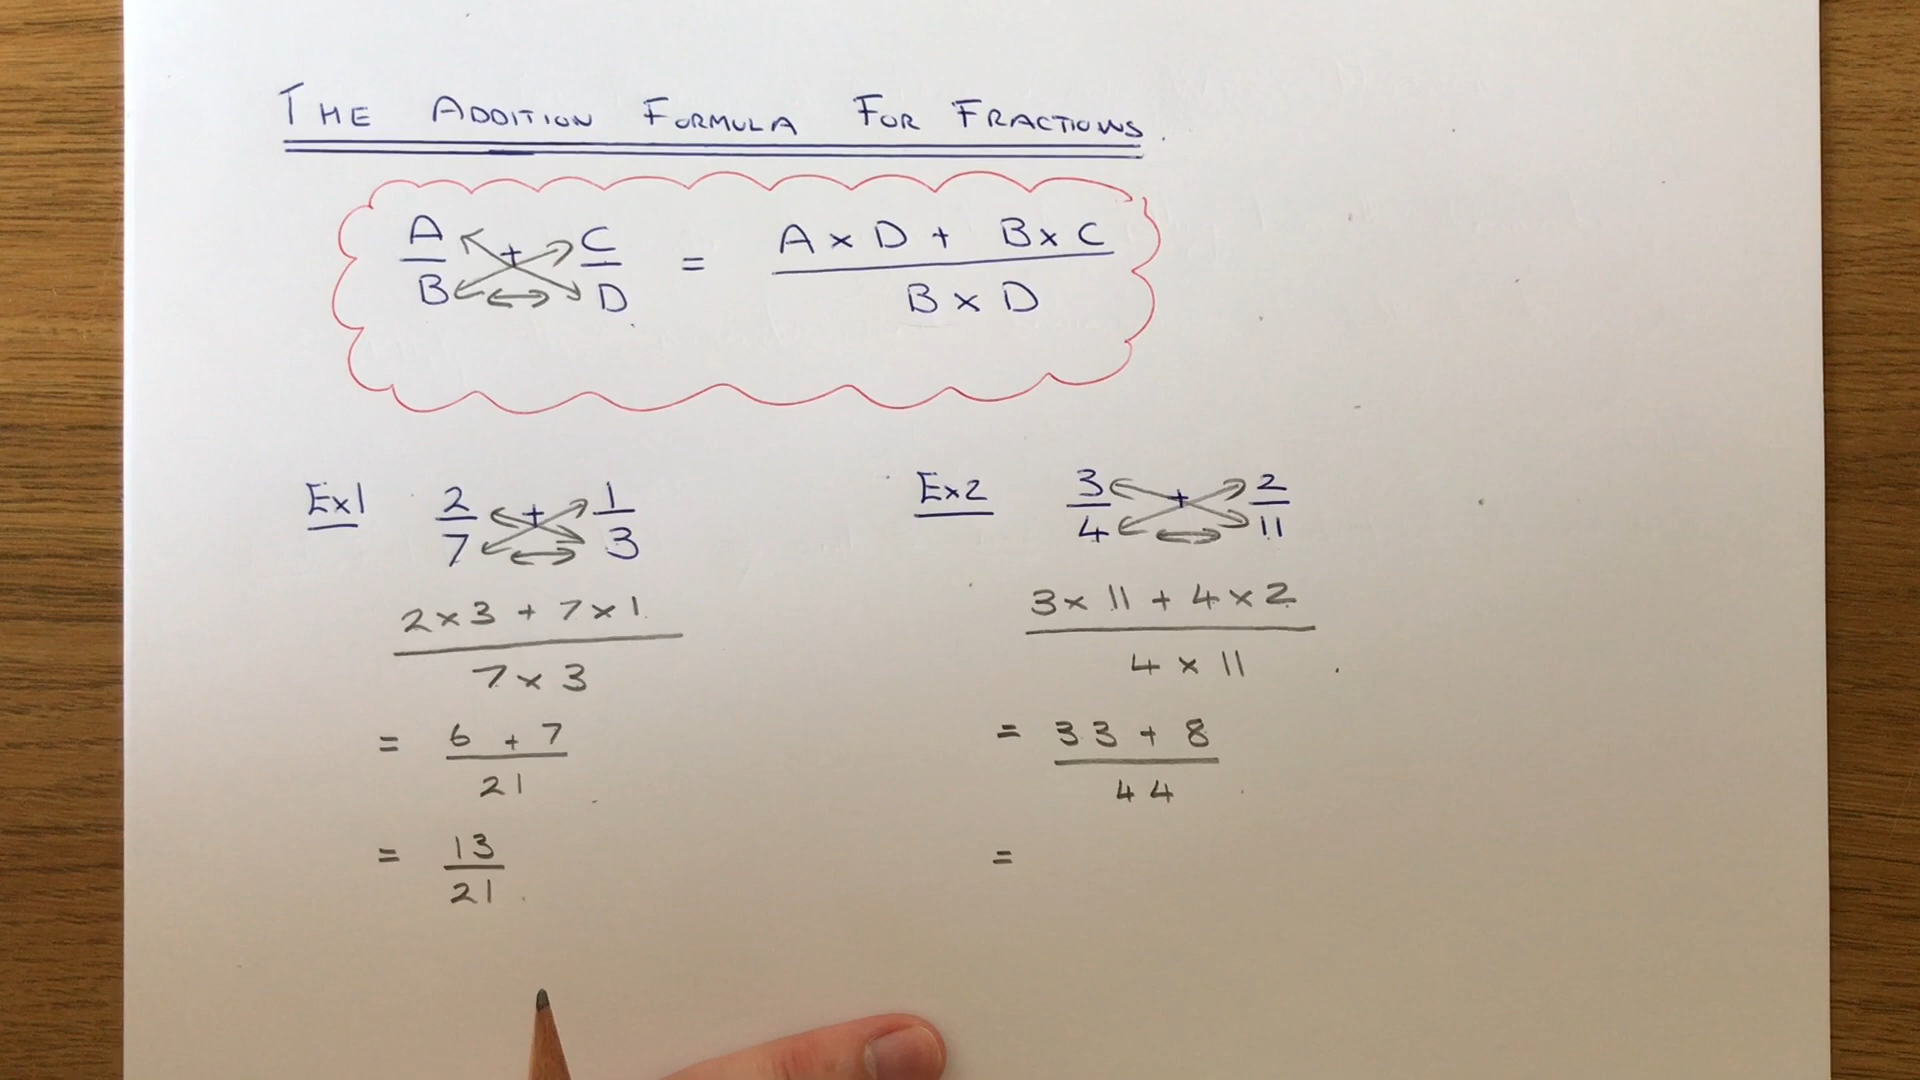 THE ADDITION FORMULA FOR FRACTIONS.
A/B + C/D = (A × D + B × C)/(B × D)
Ex1 2/7 + 1/3
(2 × 3 + 7 × 1)/(7 × 3)
= (6 + 7)/21
= 13/21
Ex2 3/4 + 2/11
(3 × 11 + 4 × 2)/(4 × 11)
= (33 + 8)/44
=